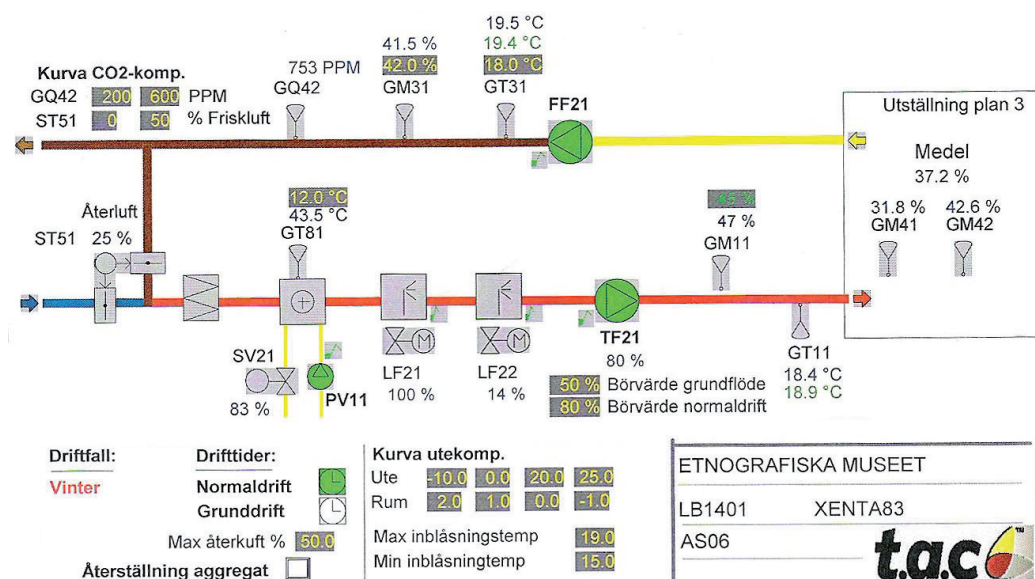 19.5 °C
41.5 %
19.4 °C
Kurva CO2-komp.
753 PPM
42.0 %
18.0 °C
GQ42 200 600 PPM
GQ42
GM31
GT31
FF21
ST51 0 50 % Friskluft
Utställning plan 3
Medel
37.2 %
12.0 °C
43.5 °C
GT81
Återluft
ST51 25 %
45 %
47 %
GM11
31.8 % 42.6 %
GM41 GM42
SV21
83 %
PV11
LF21
100 %
LF22
14 %
TF21
80 %
50 % Börvärde grundflöde
80 % Börvärde normaldrift
GT11
18.4 °C
18.9 °C
Driftfall:
Vinter
Drifttider:
Normaldrift
Grunddrift
Max återkuft % 50.0
Återställning aggregat
Kurva utekomp.
Ute -10.0 0.0 20.0 25.0
Rum 2.0 1.0 0.0 -1.0
Max inblåsningstemp 19.0
Min inblåsningtemp 15.0
ETNOGRAFISKA MUSEET
LB1401 XENTA83
AS06
t.a.c
TM